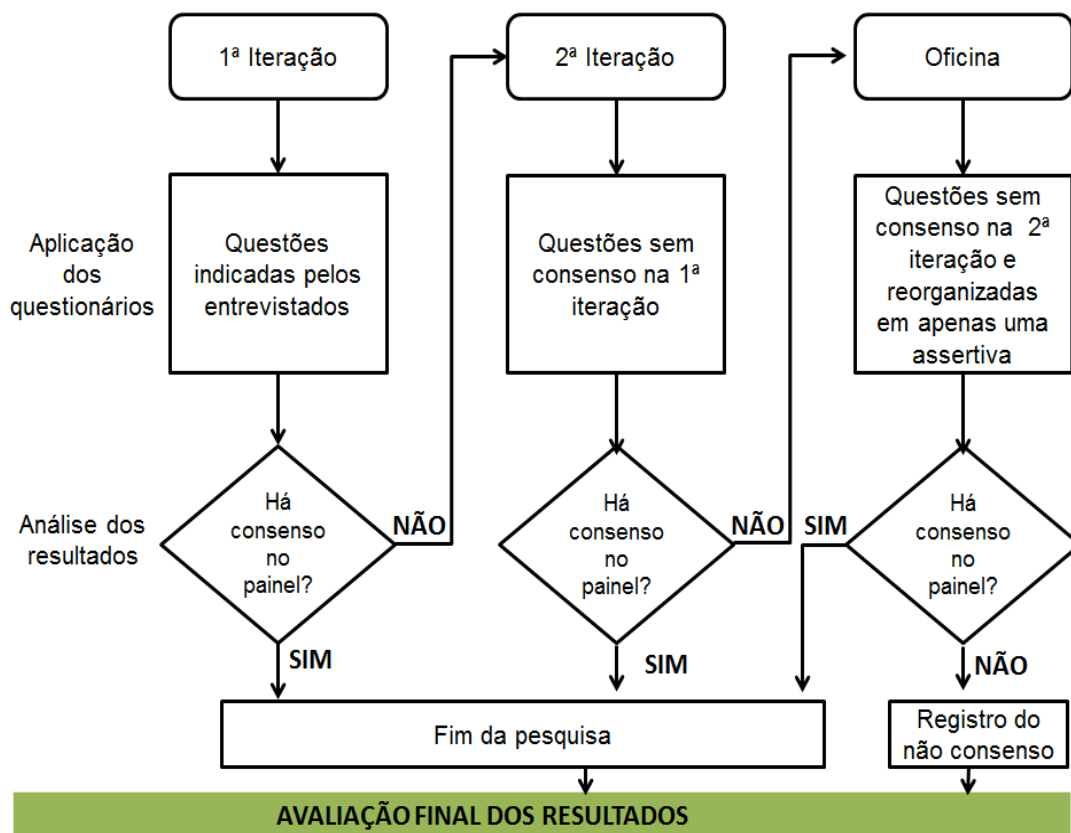 1ª Iteração
2ª Iteração
Oficina
Aplicação
dos
questionários
Questões
indicadas pelos
entrevistados
Questões sem
consenso na 1ª
iteração
Questões sem
consenso na 2ª
iteração e
reorganizadas
em apenas uma
assertiva
Análise dos
resultados
Há
consenso
no
painel?
NÃO
Há
consenso
no
painel?
NÃO
SIM
Há
consenso
no
painel?
SIM
SIM
NÃO
Fim da pesquisa
Registro do
não consenso
AVALIAÇÃO FINAL DOS RESULTADOS